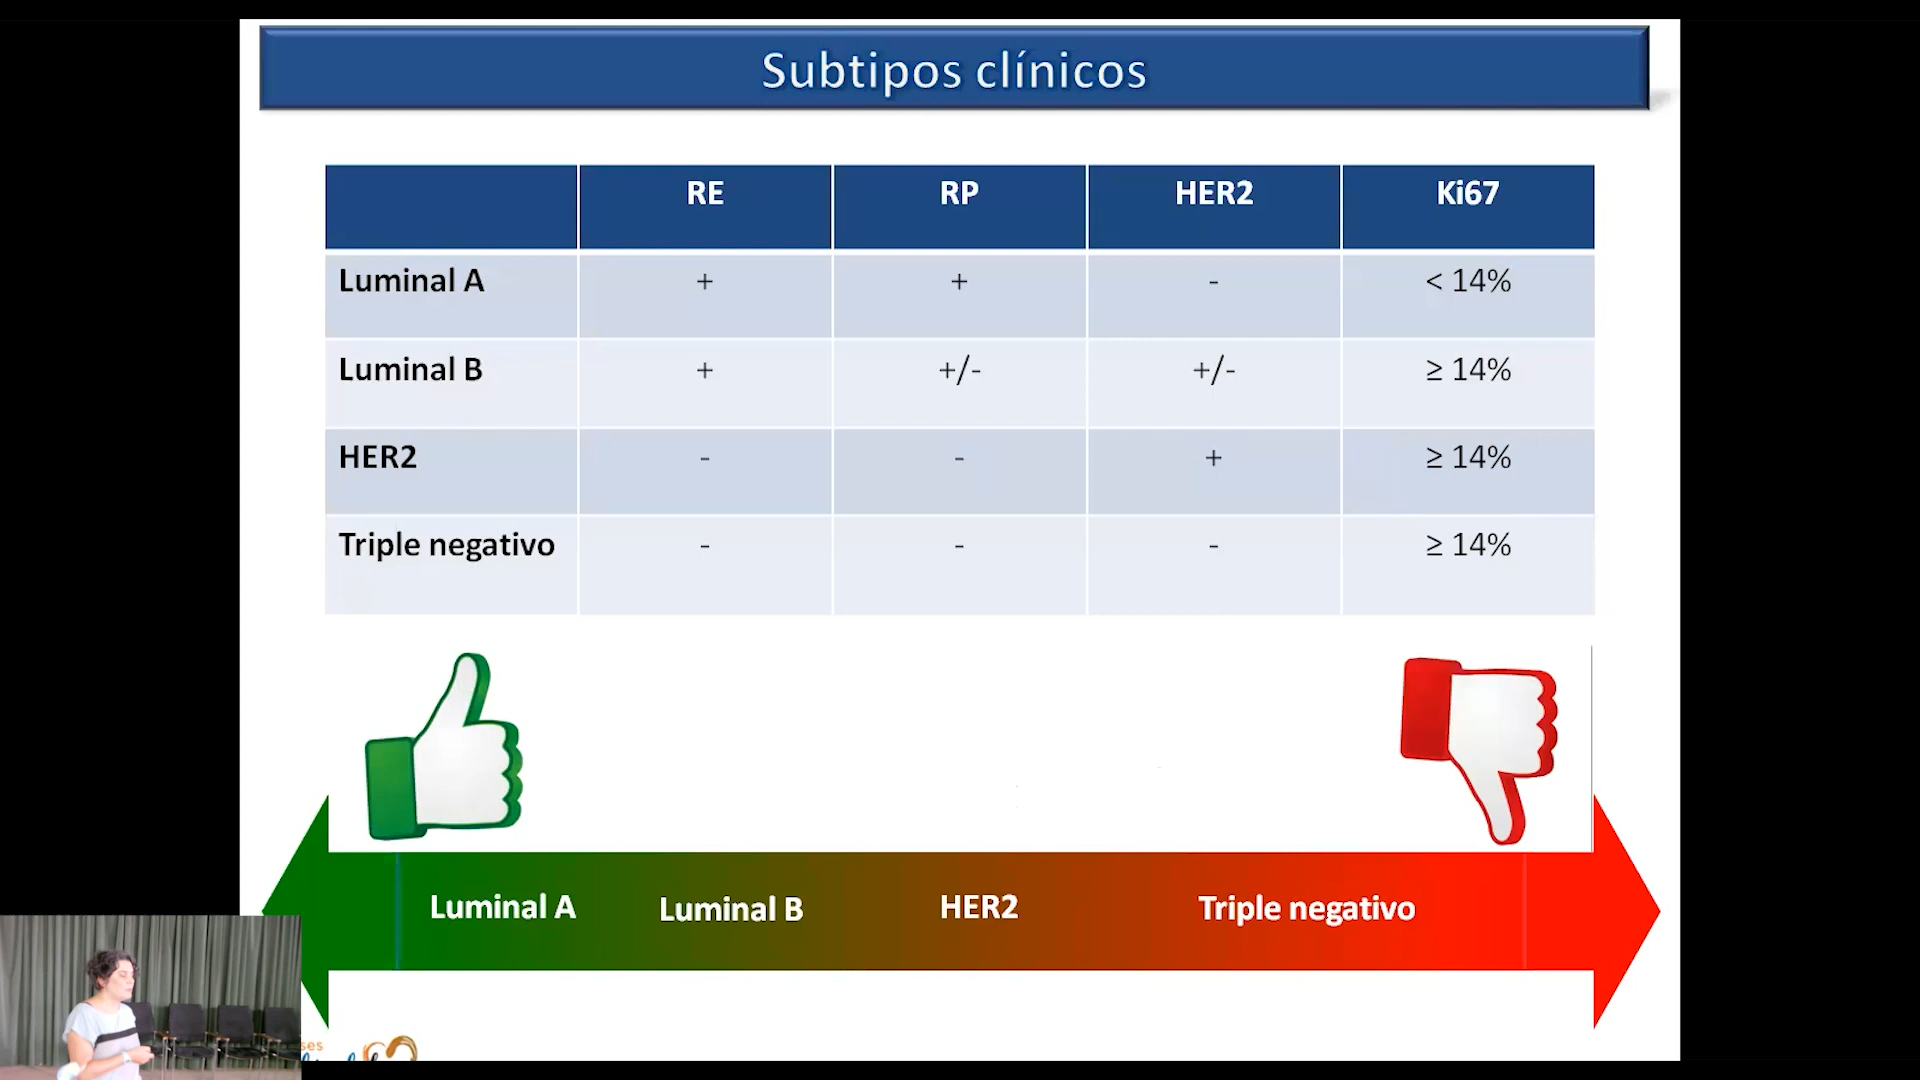 Subtipos clínicos
RE RP HER2 Ki67
Luminal A + + - < 14%
Luminal B + +/- +/- ≥ 14%
HER2 - - + ≥ 14%
Triple negativo - - - ≥ 14%
Luminal A Luminal B HER2 Triple negativo